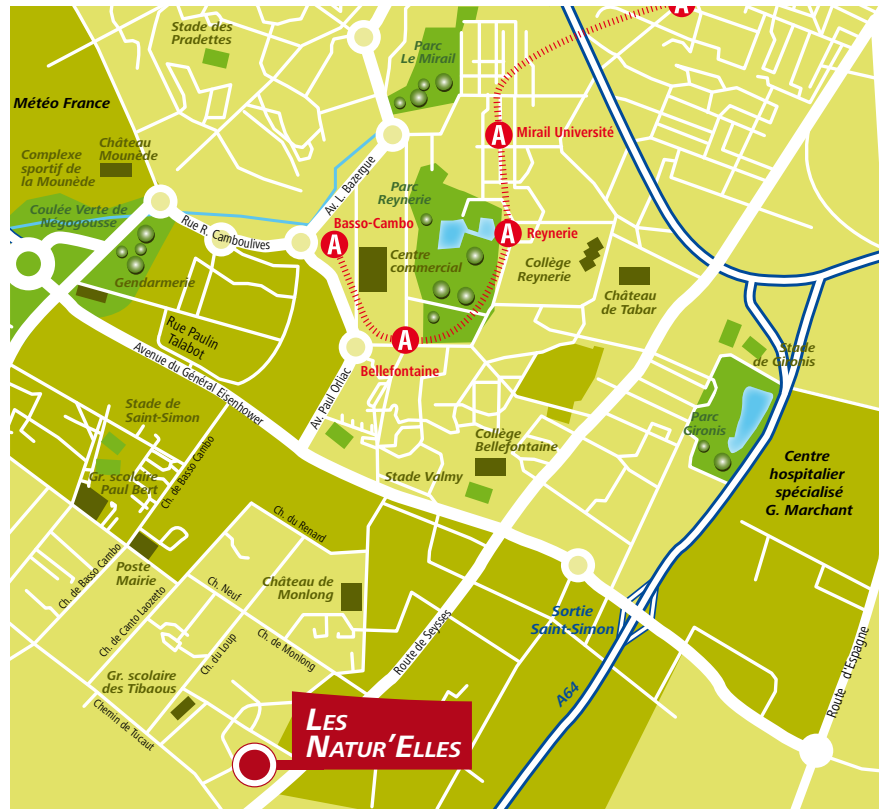 A
Stade des
Pradettes
Parc
Le Mirail
Météo France
A
Mirail Université
Château
Mounède
Complexe
sportif de
la Mounède
Av. L. Bazergue
Parc
Reynerie
Coulée Verte de
Négogousse
Rue R. Camboulives
Basso-Cambo
A
A
Reynerie
Centre
commercial
Collège
Reynerie
Gendarmerie
Château
de Tabar
Rue Paulin
Talabot
A
Bellefontaine
Stade
de Gironis
Avenue du Général Eisenhower
Av. Paul Orliac
Stade de
Saint-Simon
Parc
Gironis
Collège
Bellefontaine
Stade Valmy
Centre
hospitalier
spécialisé
G. Marchant
Gr. scolaire
Paul Bert
Ch. de Basso Cambo
Ch. du Renard
Ch. de Basso Cambo
Poste
Mairie
Ch. Neuf
Château de
Monlong
Ch. de Canto Laozetto
Ch. du Loup
Ch. de Monlong
Route de Seysses
Sortie
Saint-Simon
Gr. scolaire
des Tibaous
A64
Route d'Espagne
Chemin de Tucaut
LES
NATUR'ELLES